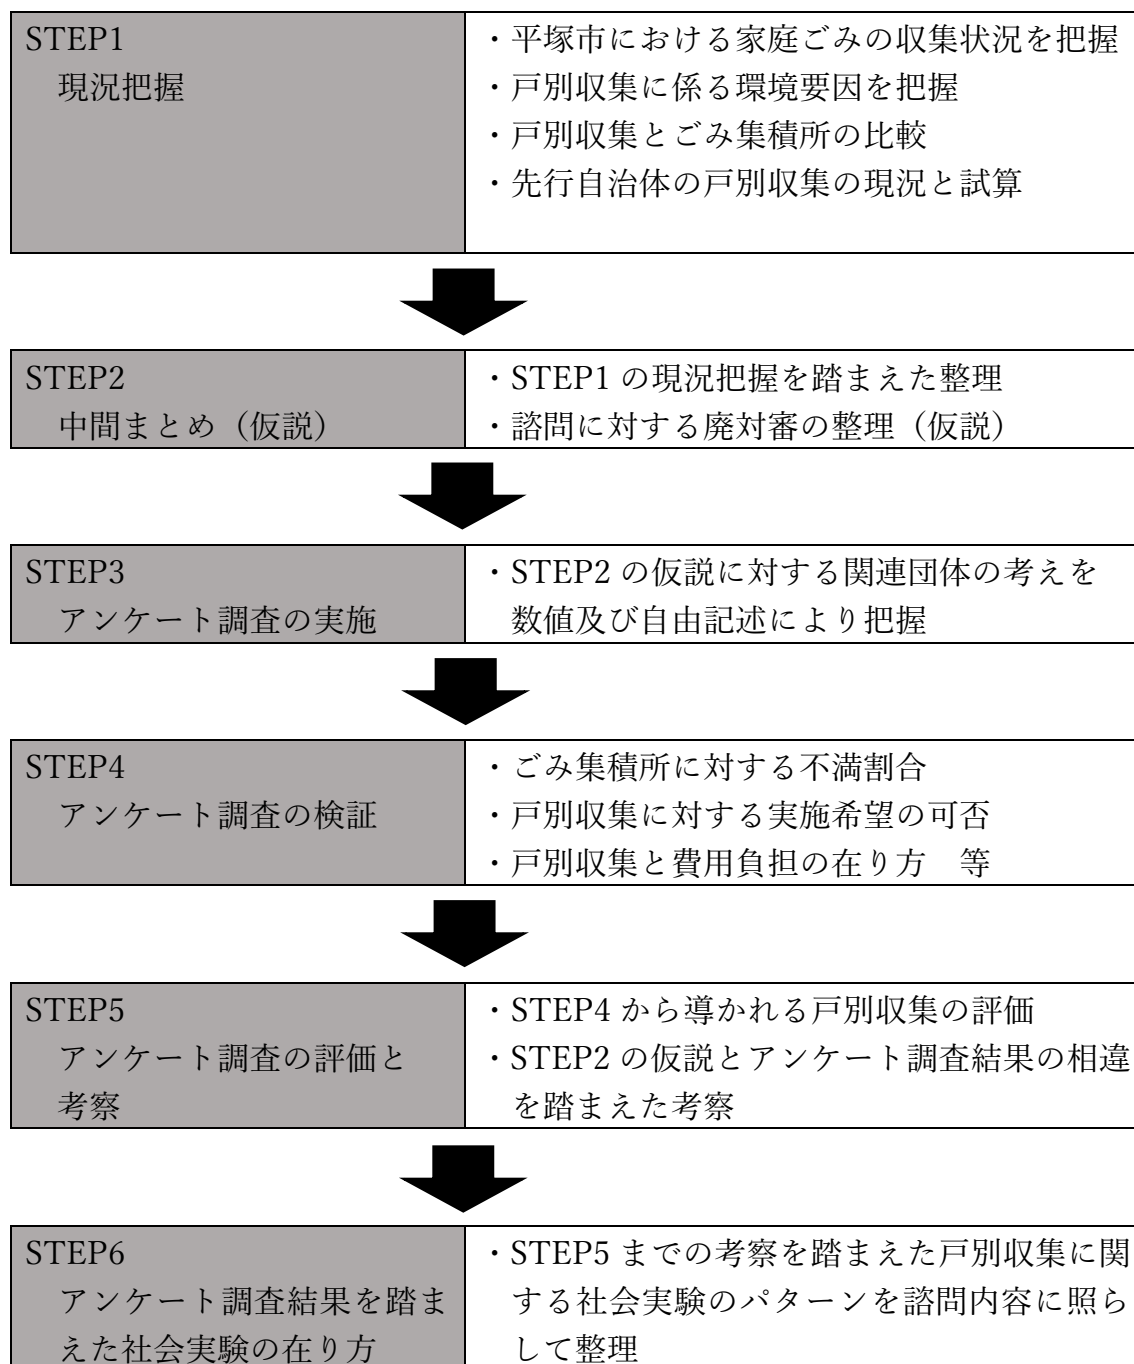 STEP1
現況把握
・平塚市における家庭ごみの収集状況を把握
・戸別収集に係る環境要因を把握
・戸別収集とごみ集積所の比較
・先行自治体の戸別収集の現況と試算
STEP2
中間まとめ（仮説）
・STEP1 の現況把握を踏まえた整理
・諮問に対する廃対審の整理（仮説）
STEP3
アンケート調査の実施
・STEP2 の仮説に対する関連団体の考えを
数値及び自由記述により把握
STEP4
アンケート調査の検証
・ごみ集積所に対する不満割合
・戸別収集に対する実施希望の可否
・戸別収集と費用負担の在り方　等
STEP5
アンケート調査の評価と
考察
・STEP4 から導かれる戸別収集の評価
・STEP2 の仮説とアンケート調査結果の相違
を踏まえた考察
STEP6
アンケート調査結果を踏ま
えた社会実験の在り方
・STEP5 までの考察を踏まえた戸別収集に関
する社会実験のパターンを諮問内容に照ら
して整理